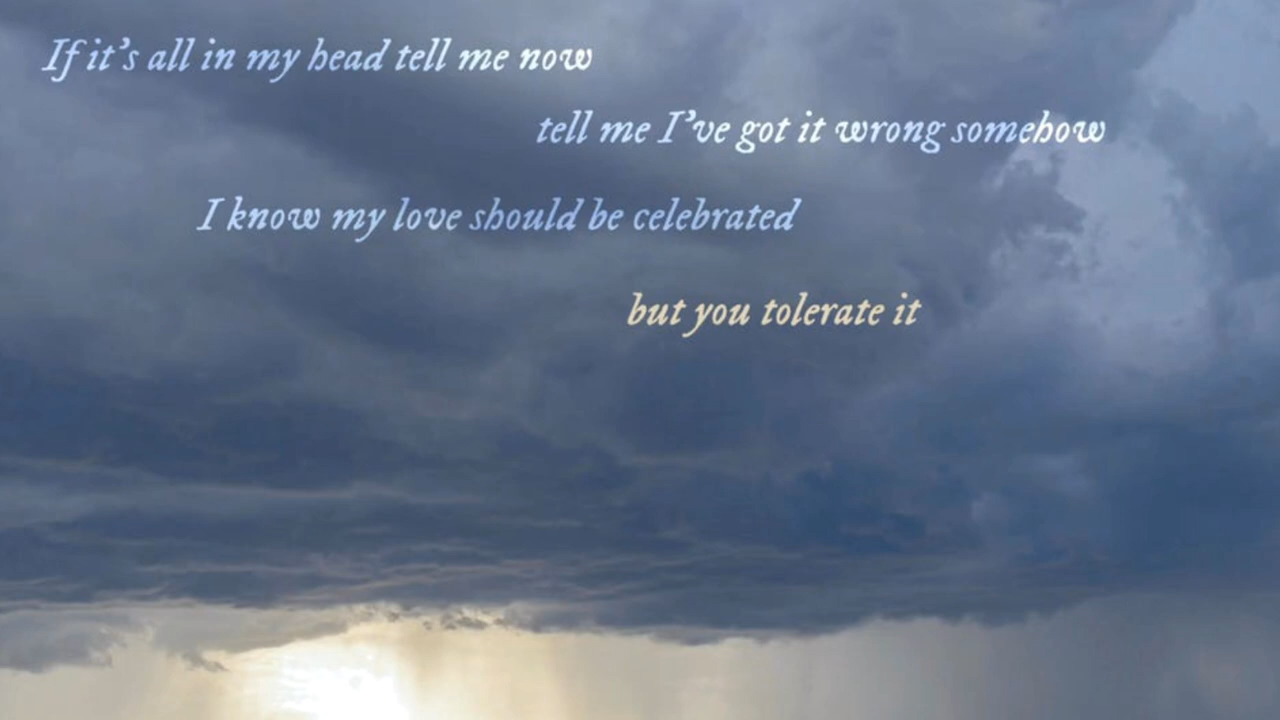 If it's all in my head tell me now
tell me I've got it wrong somehow
I know my love should be celebrated
but you tolerate it